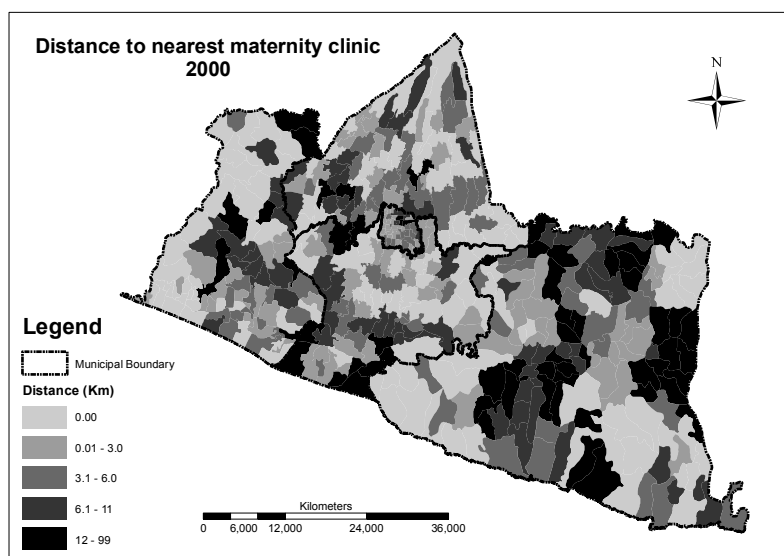 Distance to nearest maternity clinic
2000
N
Legend
Municipal Boundary
Distance (Km)
0.00
0.01 - 3.0
3.1 - 6.0
6.1 - 11
12 - 99
Kilometers
0 6,000 12,000 24,000 36,000